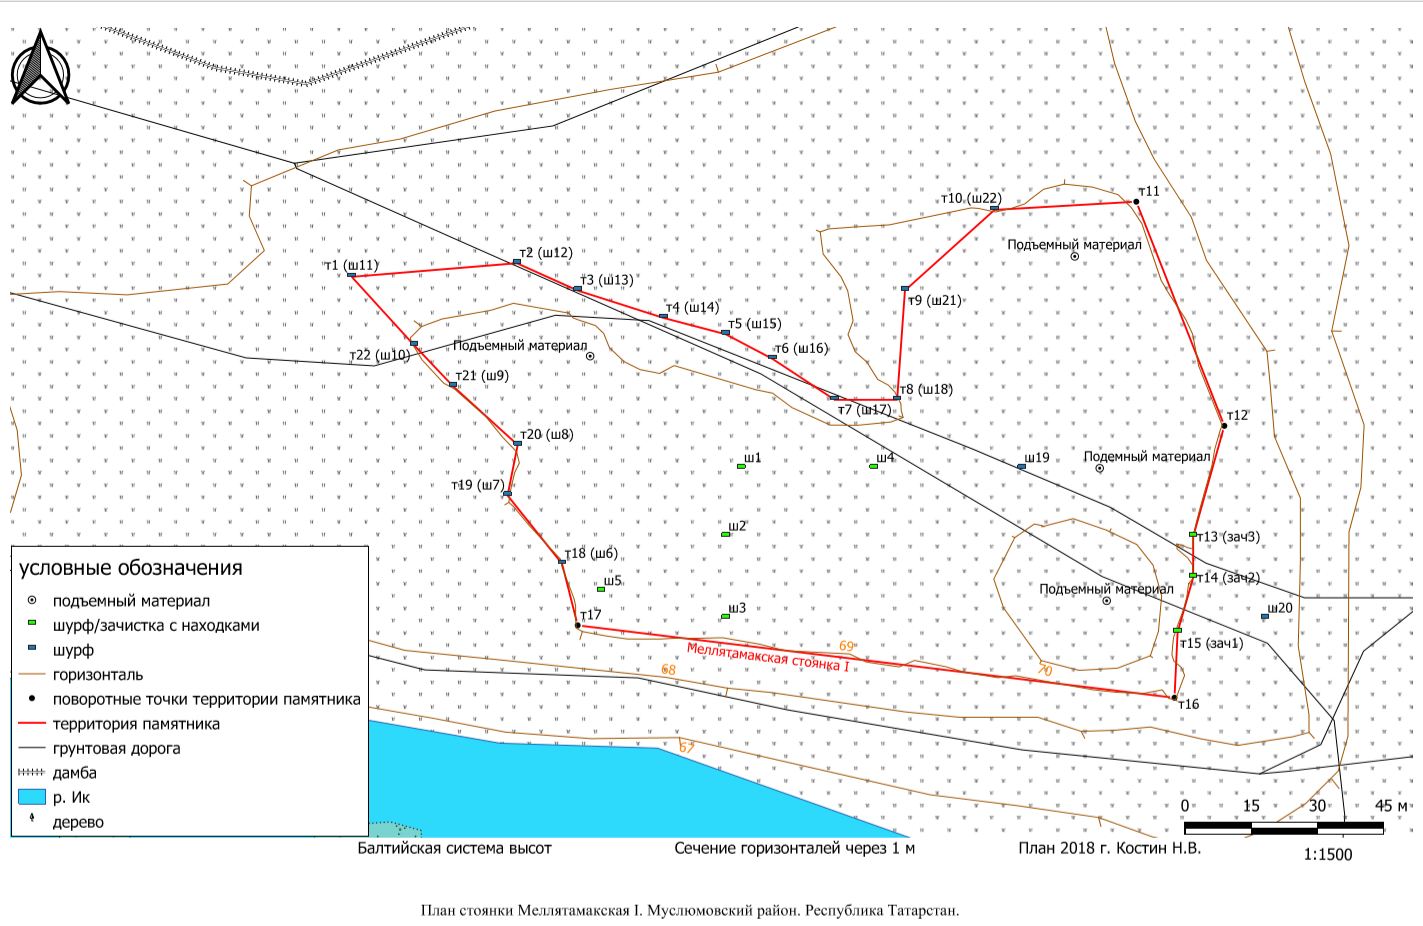 т11
т10 (ш22)
Подъемный материал
т2 (ш12)
т1 (ш11)
т3 (ш13)
т9 (ш21)
т4 (ш14)
т5 (ш15)
Подъемный материал
т6 (ш16)
т22 (ш10)
т21 (ш9)
т8 (ш18)
т7 (ш17)
т12
т20 (ш8)
ш1
ш4
ш19
Подемный материал
т19 (ш7)
ш2
т13 (зач3)
т18 (ш6)
т14 (зач2)
ш5
Подъемный материал
ш3
ш20
т17
т15 (зач1)
69
Меллятамакская стоянка I
68
70
т16
67
условные обозначения
подъемный материал
шурф/зачистка с находками
шурф
горизонталь
поворотные точки территории памятника
территория памятника
грунтовая дорога
дамба
р. Ик
дерево
0 15 30 45 м
Балтийская система высот
Сечение горизонталей через 1 м
План 2018 г. Костин Н.В.
1:1500
План стоянки Меллятамакская I. Муслюмовский район. Республика Татарстан.